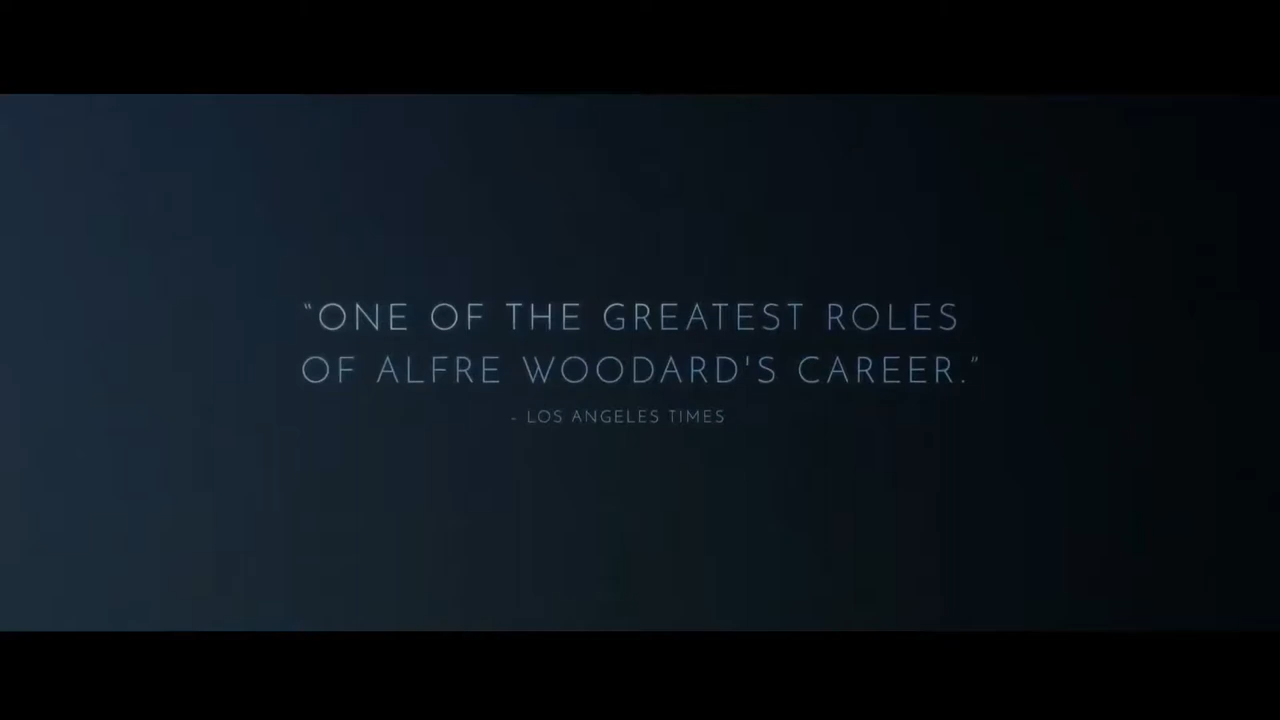 “ONE OF THE GREATEST ROLES
OF ALFRE WOODARD'S CAREER.”
- LOS ANGELES TIMES